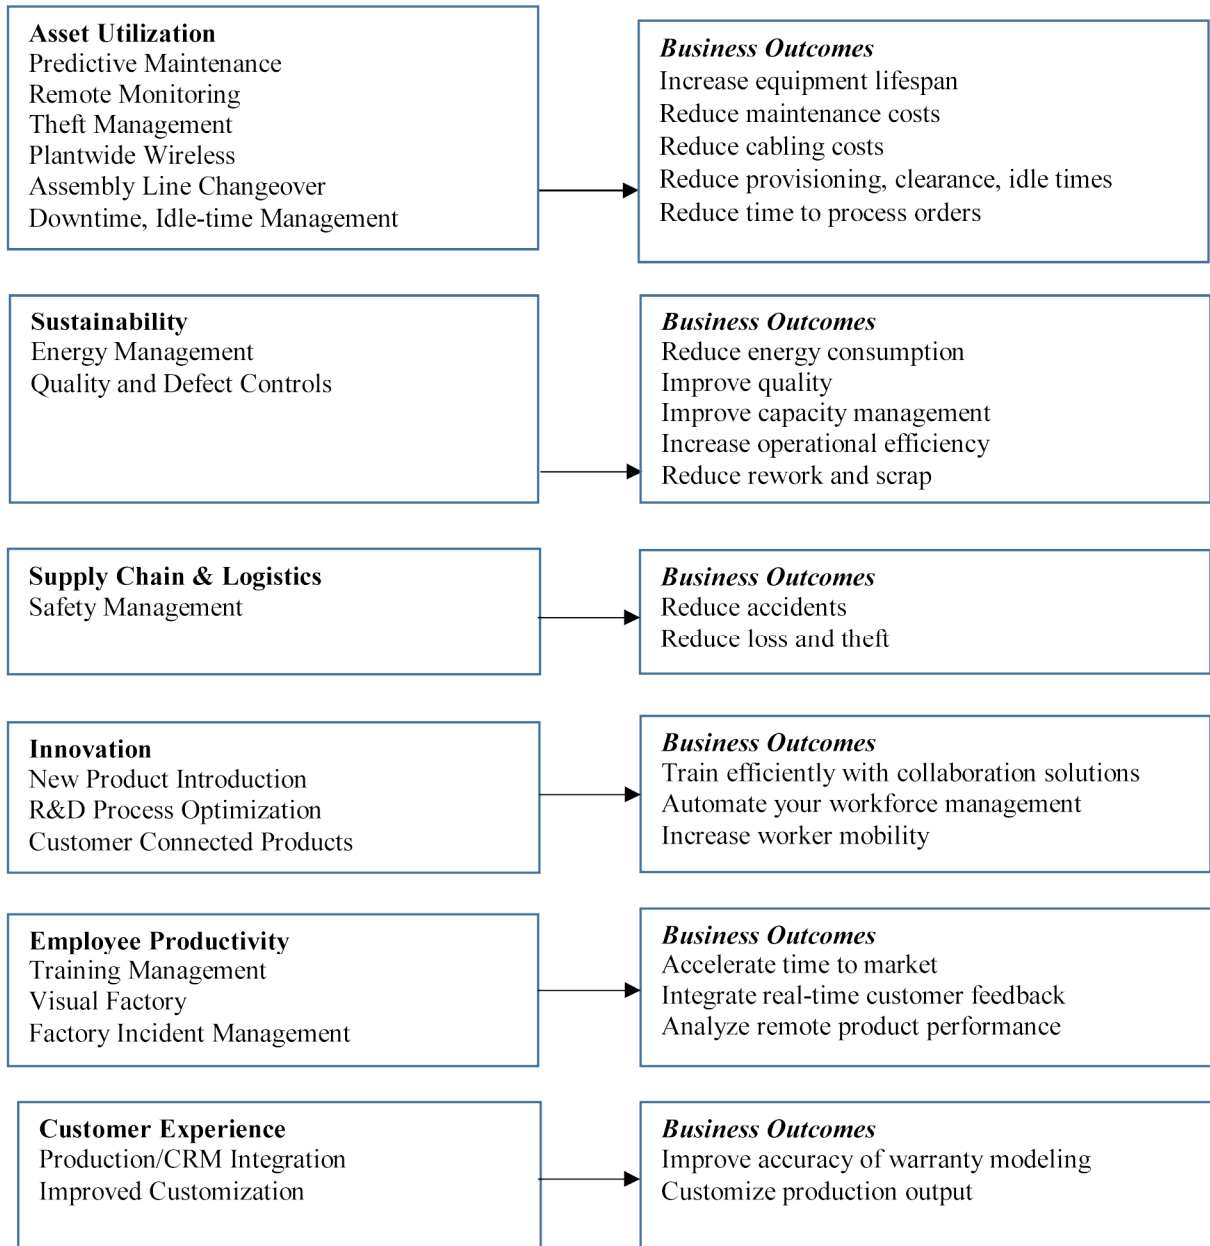 Asset Utilization
Predictive Maintenance
Remote Monitoring
Theft Management
Plantwide Wireless
Assembly Line Changeover
Downtime, Idle-time Management
Business Outcomes
Increase equipment lifespan
Reduce maintenance costs
Reduce cabling costs
Reduce provisioning, clearance, idle times
Reduce time to process orders
Sustainability
Energy Management
Quality and Defect Controls
Business Outcomes
Reduce energy consumption
Improve quality
Improve capacity management
Increase operational efficiency
Reduce rework and scrap
Supply Chain & Logistics
Safety Management
Business Outcomes
Reduce accidents
Reduce loss and theft
Innovation
New Product Introduction
R&D Process Optimization
Customer Connected Products
Business Outcomes
Train efficiently with collaboration solutions
Automate your workforce management
Increase worker mobility
Employee Productivity
Training Management
Visual Factory
Factory Incident Management
Business Outcomes
Accelerate time to market
Integrate real-time customer feedback
Analyze remote product performance
Customer Experience
Production/CRM Integration
Improved Customization
Business Outcomes
Improve accuracy of warranty modeling
Customize production output